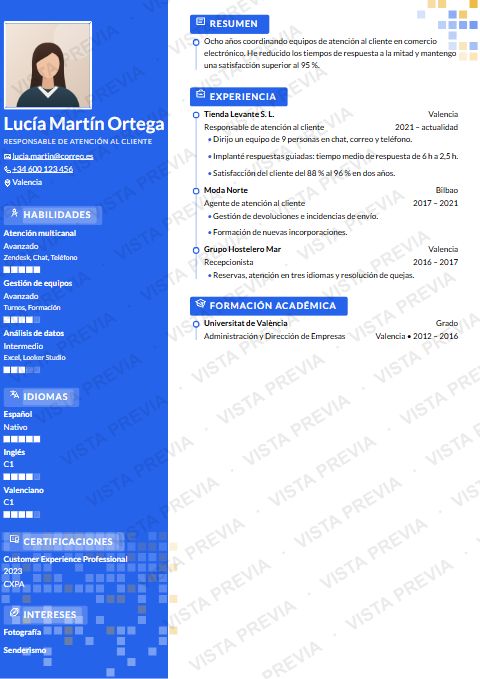 Lucía Martín Ortega
RESPONSABLE DE ATENCIÓN AL CLIENTE
lucia.martin@correo.es
+34 600 123 456
Valencia
HABILIDADES
Atención multicanal
Avanzado
Zendesk, Chat, Teléfono
Gestión de equipos
Avanzado
Turnos, Formación
Análisis de datos
Intermedio
Excel, Looker Studio
IDIOMAS
Español
Nativo
Inglés
C1
Valenciano
C1
CERTIFICACIONES
Customer Experience Professional
2023
CXPA
INTERESES
Fotografía
Senderismo
RESUMEN
Ocho años coordinando equipos de atención al cliente en comercio
electrónico. He reducido los tiempos de respuesta a la mitad y mantengo
una satisfacción superior al 95 %.
EXPERIENCIA
Tienda Levante S. L. Valencia
Responsable de atención al cliente 2021 – actualidad
• Dirijo un equipo de 9 personas en chat, correo y teléfono.
• Implanté respuestas guiadas: tiempo medio de respuesta de 6 h a 2,5 h.
• Satisfacción del cliente del 88 % al 96 % en dos años.
Moda Norte Bilbao
Agente de atención al cliente 2017 – 2021
• Gestión de devoluciones e incidencias de envío.
• Formación de nuevas incorporaciones.
Grupo Hostelero Mar Valencia
Recepcionista 2016 – 2017
• Reservas, atención en tres idiomas y resolución de quejas.
FORMACIÓN ACADÉMICA
Universitat de València Grado
Administración y Dirección de Empresas Valencia • 2012 – 2016
VISTA PREVIA